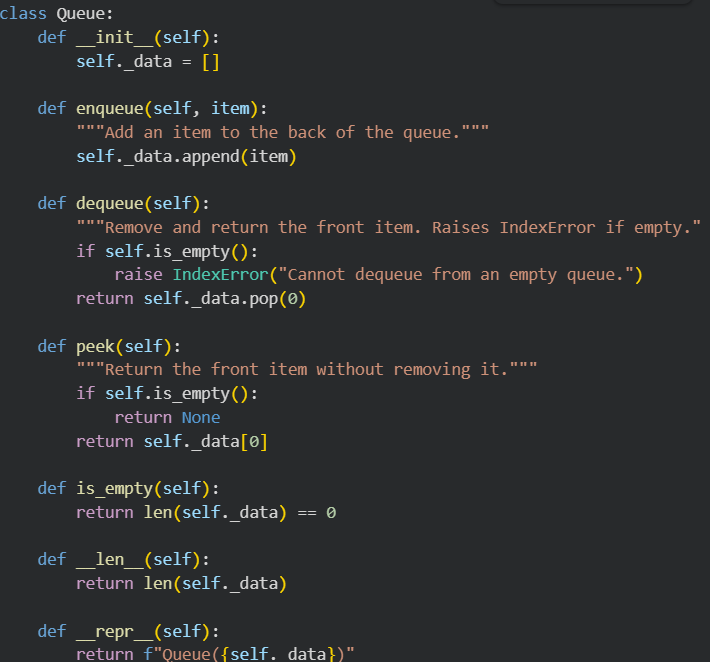 class Queue:
    def __init__(self):
        self._data = []

    def enqueue(self, item):
        """Add an item to the back of the queue."""
        self._data.append(item)

    def dequeue(self):
        """Remove and return the front item. Raises IndexError if empty."
        if self.is_empty():
            raise IndexError("Cannot dequeue from an empty queue.")
        return self._data.pop(0)

    def peek(self):
        """Return the front item without removing it."""
        if self.is_empty():
            return None
        return self._data[0]

    def is_empty(self):
        return len(self._data) == 0

    def __len__(self):
        return len(self._data)

    def __repr__(self):
        return f"Queue({self._data})"